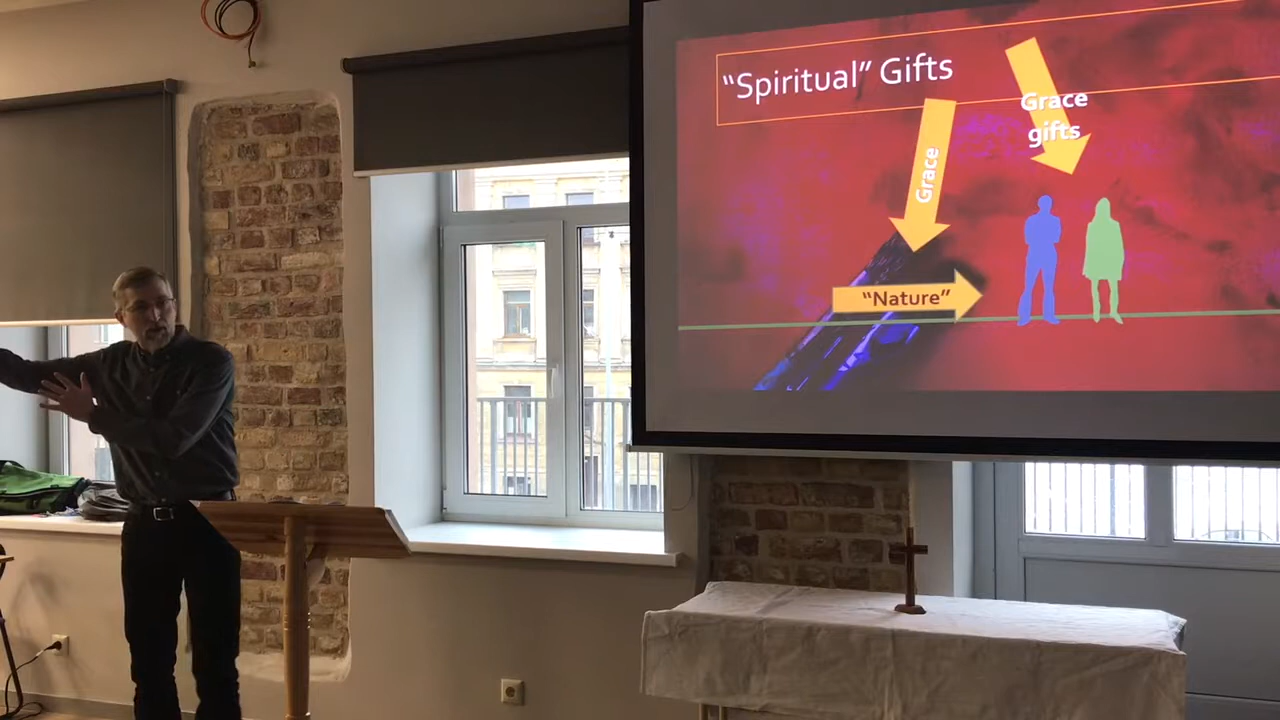 “Spiritual” Gifts
Grace
gifts
Grace
“Nature”